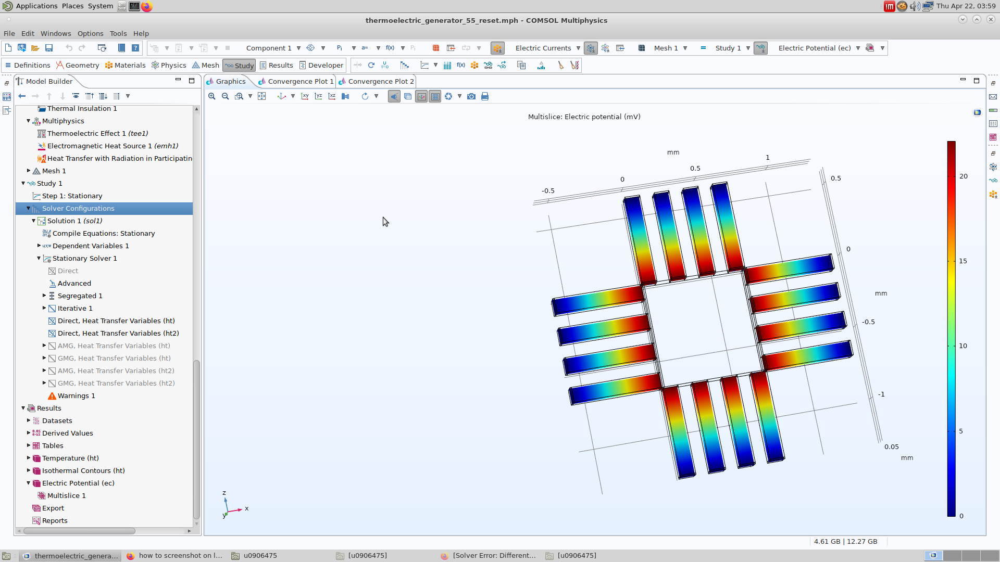 Applications Places System
Thu Apr 22, 03:59
thermoelectric_generator_55_reset.mph - COMSOL Multiphysics
File Edit Windows Options Tools Help
Component 1 Pi a= f(x) Pi Electric Currents Mesh 1 = Study 1 Electric Potential (ec)
Definitions Geometry Materials Physics Mesh Study Results Developer
Model Builder
Graphics Convergence Plot 1 Convergence Plot 2
Thermal Insulation 1
Multiphysics
Thermoelectric Effect 1 (tee1)
Electromagnetic Heat Source 1 (emh1)
Heat Transfer with Radiation in Participatin
Mesh 1
Study 1
Step 1: Stationary
Solver Configurations
Solution 1 (sol1)
Compile Equations: Stationary
Dependent Variables 1
Stationary Solver 1
Direct
Advanced
Segregated 1
Iterative 1
Direct, Heat Transfer Variables (ht)
Direct, Heat Transfer Variables (ht2)
AMG, Heat Transfer Variables (ht)
GMG, Heat Transfer Variables (ht)
AMG, Heat Transfer Variables (ht2)
GMG, Heat Transfer Variables (ht2)
Warnings 1
Results
Datasets
Derived Values
Tables
Temperature (ht)
Isothermal Contours (ht)
Electric Potential (ec)
Multislice 1
Export
Reports
Multislice: Electric potential (mV)
mm
-0.5 0 0.5 1
0.5
0
mm
-0.5
-1
0.05
mm
20
15
10
5
0
z
x
y
4.61 GB | 12.27 GB
thermoelectric_genera... how to screenshot on l... u0906475 [u0906475] [Solver Error: Different... [u0906475]